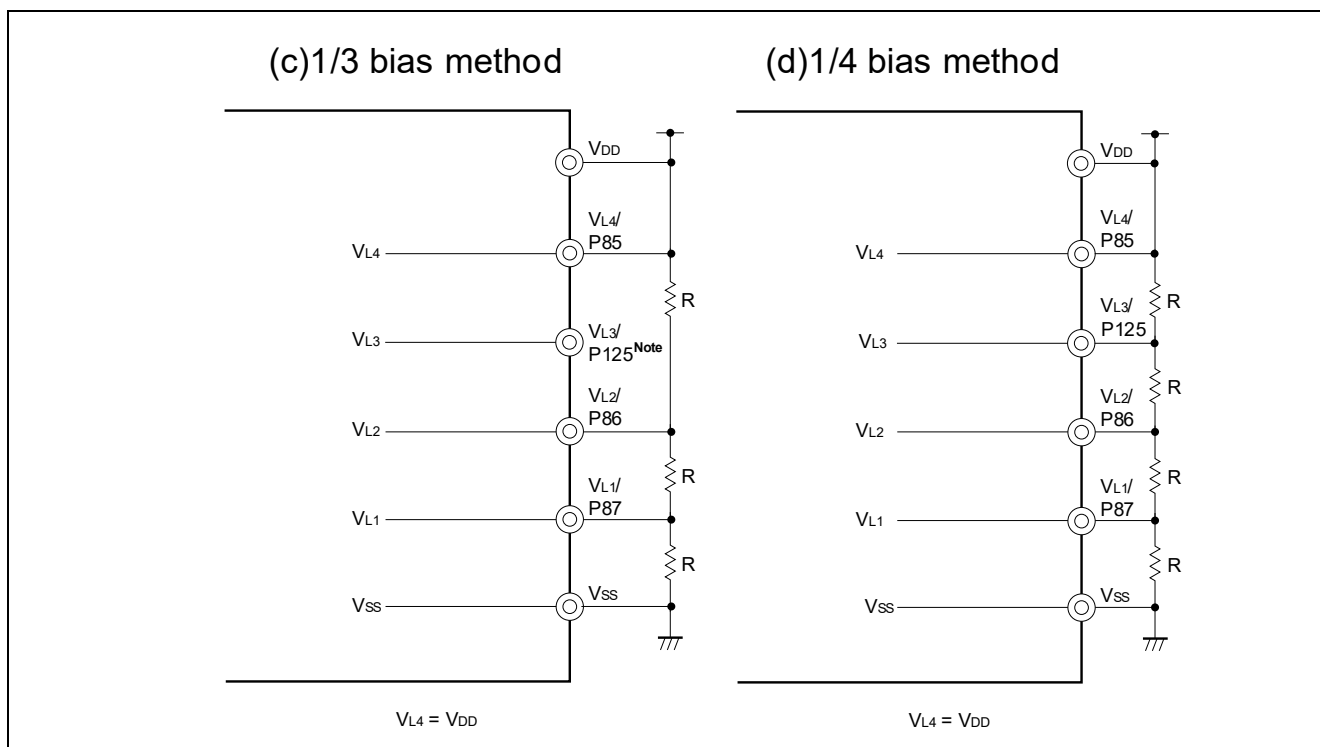 (c)1/3 bias method
VDD
VL4/
P85
VL4
R
VL3/
P125Note
VL3
VL2/
P86
VL2
R
VL1/
P87
VL1
R
VSS
VSS
VL4 = VDD
(d)1/4 bias method
VDD
VL4/
P85
VL4
R
VL3/
P125
VL3
R
VL2/
P86
VL2
R
VL1/
P87
VL1
R
VSS
VSS
VL4 = VDD